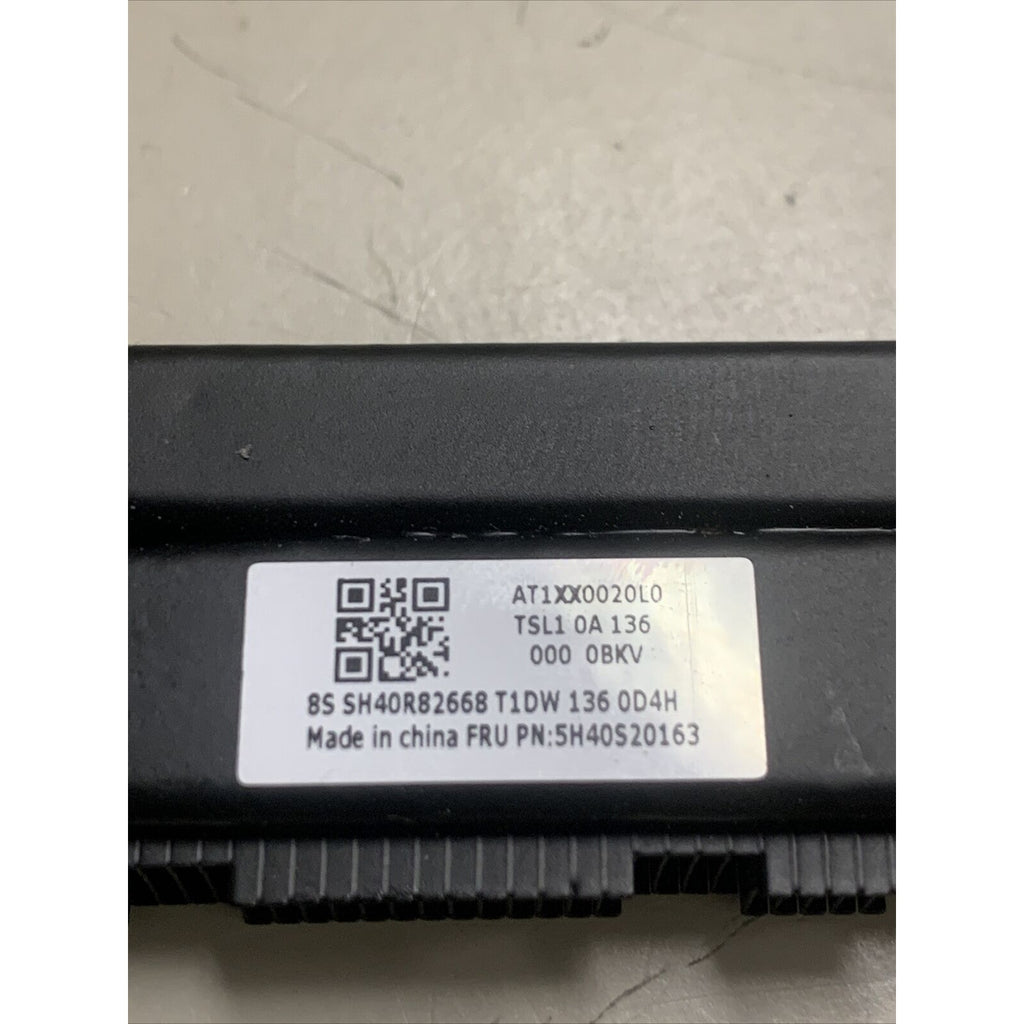 AT1XX0020L0
TSL1 0A 136
000 0BKV
8S SH40R82668 T1DW 136 0D4H
Made in china FRU PN:5H40S20163